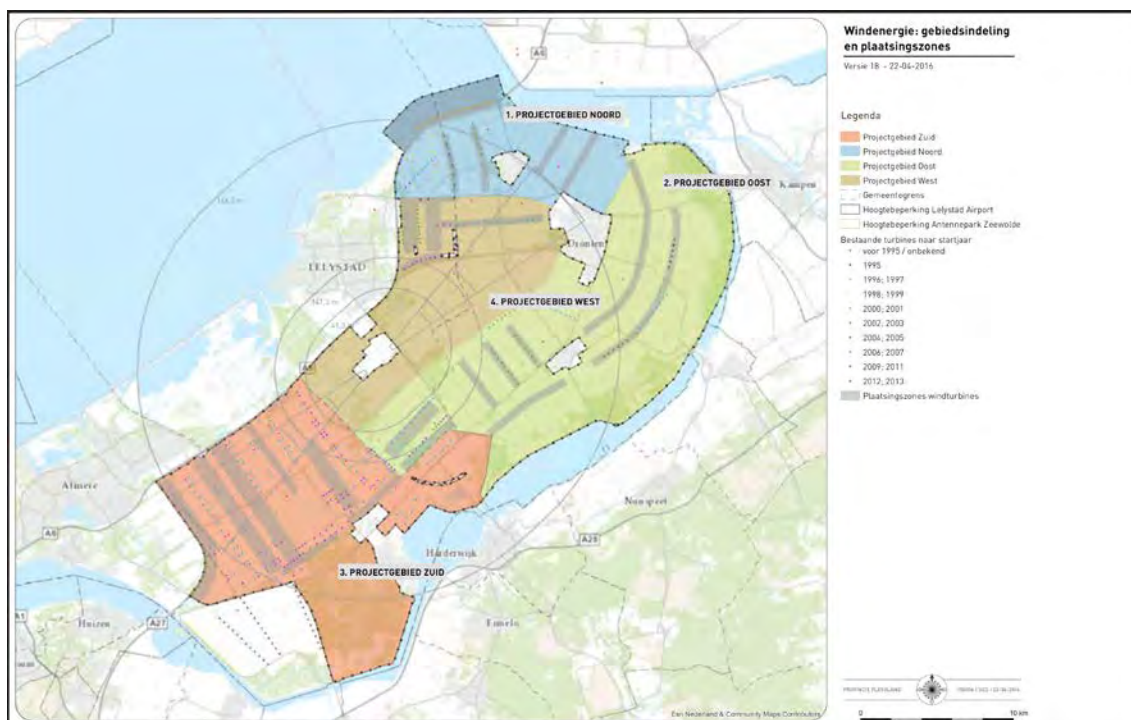 Windenergie: gebiedsindeling
en plaatsingszones
Versie 18 - 22-04-2016
Legenda
Projectgebied Zuid
Projectgebied Noord
Projectgebied Oost
Projectgebied West
Gemeentegrens
Hoogtebeperking Lelystad Airport
Hoogtebeperking Antennepark Zeewolde
Bestaande turbines naar startjaar
voor 1995 / onbekend
1995
1996; 1997
1998; 1999
2000; 2001
2002; 2003
2004; 2005
2006; 2007
2009; 2011
2012; 2013
Plaatsingszones windturbines
A6
1. PROJECTGEBIED NOORD
2. PROJECTGEBIED OOST
Kampen
Dronten
LELYSTAD
4. PROJECTGEBIED WEST
Almere
A6
Nunspeet
A28
Harderwijk
3. PROJECTGEBIED ZUID
Huizen
A27
A1
Ermelo
Esri Nederland & Community Maps Contributors
PROVINCIE FLEVOLAND
0
10 km